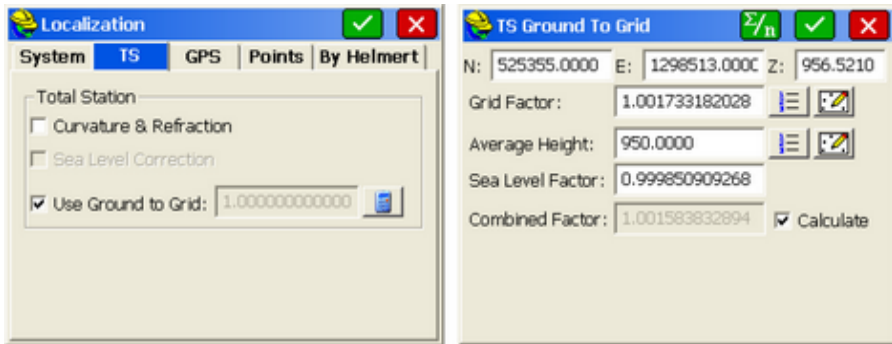 Localization
System TS GPS Points By Helmert
Total Station
Curvature & Refraction
Sea Level Correction
Use Ground to Grid: 1.000000000000
TS Ground To Grid Σ/n
N: 525355.0000 E: 1298513.000C Z: 956.5210
Grid Factor: 1.001733182028
Average Height: 950.0000
Sea Level Factor: 0.999850909268
Combined Factor: 1.001583832894 Calculate